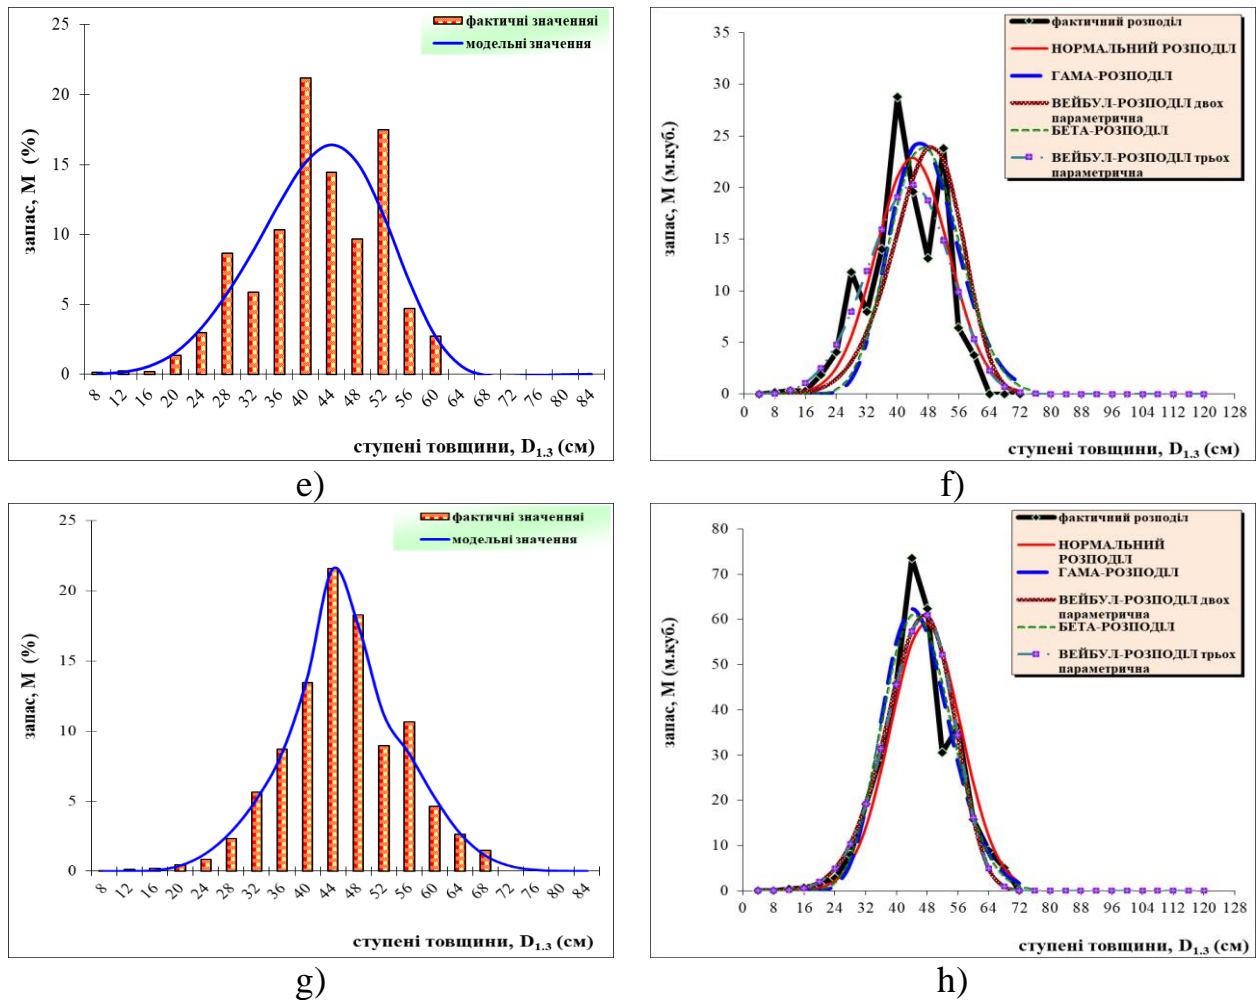 25
20
15
10
5
0
запас, М (%)
фактичні значенняі
модельні значення
8 12 16 20 24 28 32 36 40 44 48 52 56 60 64 68 72 76 80 84
ступені товщини, D1.3 (см)
е)
35
30
25
20
15
10
5
0
запас, М (м.куб.)
фактичний розподіл
НОРМАЛЬНИЙ РОЗПОДІЛ
ГАМА-РОЗПОДІЛ
ВЕЙБУЛ-РОЗПОДІЛ двох
параметрична
БЕТА-РОЗПОДІЛ
ВЕЙБУЛ-РОЗПОДІЛ трьох
параметрична
0 8 16 24 32 40 48 56 64 72 80 88 96 104 112 120 128
ступені товщини, D1.3 (см)
f)
25
20
15
10
5
0
запас, М (%)
фактичні значенняі
модельні значення
8 12 16 20 24 28 32 36 40 44 48 52 56 60 64 68 72 76 80 84
ступені товщини, D1.3 (см)
g)
80
70
60
50
40
30
20
10
0
запас, М (м.куб.)
фактичний розподіл
НОРМАЛЬНИЙ
РОЗПОДІЛ
ГАМА-РОЗПОДІЛ
ВЕЙБУЛ-РОЗПОДІЛ двох
параметрична
БЕТА-РОЗПОДІЛ
ВЕЙБУЛ-РОЗПОДІЛ трьох
параметрична
0 8 16 24 32 40 48 56 64 72 80 88 96 104 112 120 128
ступені товщини, D1.3 (см)
h)